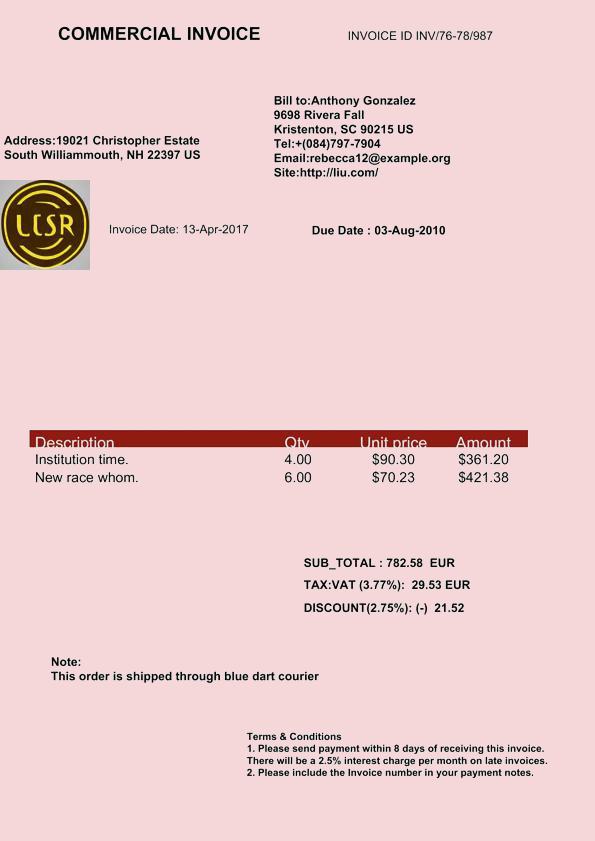 COMMERCIAL INVOICE
INVOICE ID INV/76-78/987
Bill to:Anthony Gonzalez
9698 Rivera Fall
Kristenton, SC 90215 US
Tel:+(084)797-7904
Email:rebecca12@example.org
Site:http://liu.com/
Address:19021 Christopher Estate
South Williammouth, NH 22397 US
Invoice Date: 13-Apr-2017
Due Date : 03-Aug-2010
Description Qty Unit price Amount
Institution time. 4.00 $90.30 $361.20
New race whom. 6.00 $70.23 $421.38
SUB_TOTAL : 782.58 EUR
TAX:VAT (3.77%): 29.53 EUR
DISCOUNT(2.75%): (-) 21.52
Note:
This order is shipped through blue dart courier
Terms & Conditions
1. Please send payment within 8 days of receiving this invoice.
There will be a 2.5% interest charge per month on late invoices.
2. Please include the Invoice number in your payment notes.